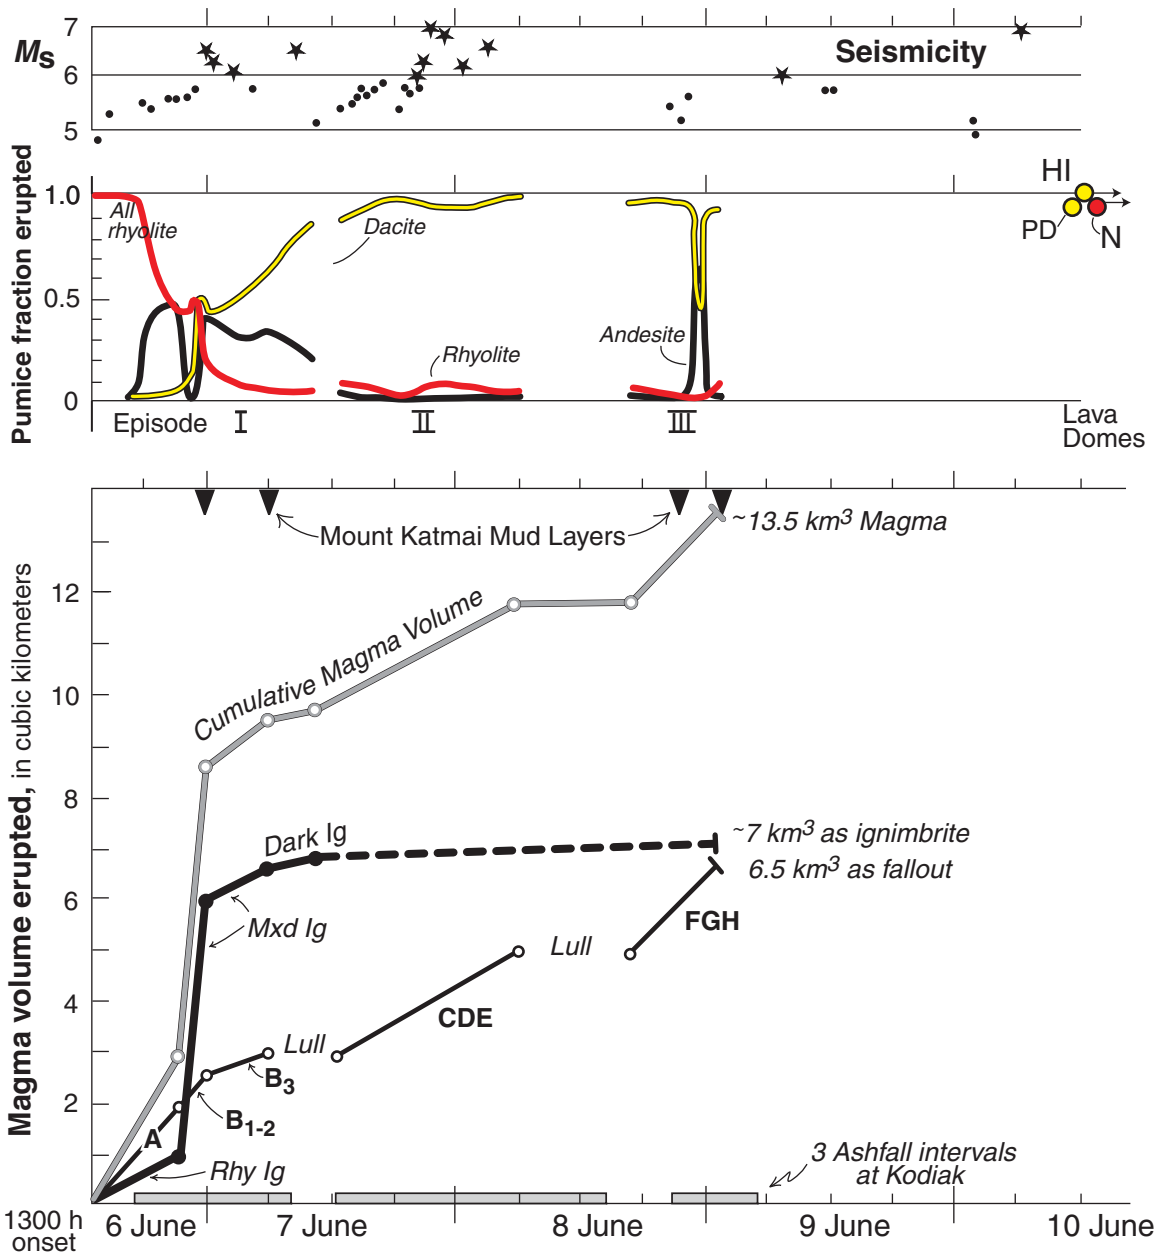 7
Ms
6
5
Seismicity
Pumice fraction erupted
1.0
0.5
0
All
rhyolite
Dacite
Rhyolite
Andesite
HI
PD
N
Episode I II III
Lava
Domes
Magma volume erupted, in cubic kilometers
12
10
8
6
4
2
Mount Katmai Mud Layers
~13.5 km3 Magma
Cumulative Magma Volume
Dark Ig
~7 km3 as ignimbrite
6.5 km3 as fallout
Mxd Ig
FGH
Lull
CDE
Lull
B3
B1-2
A
Rhy Ig
3 Ashfall intervals
at Kodiak
1300 h
onset
6 June 7 June 8 June 9 June 10 June